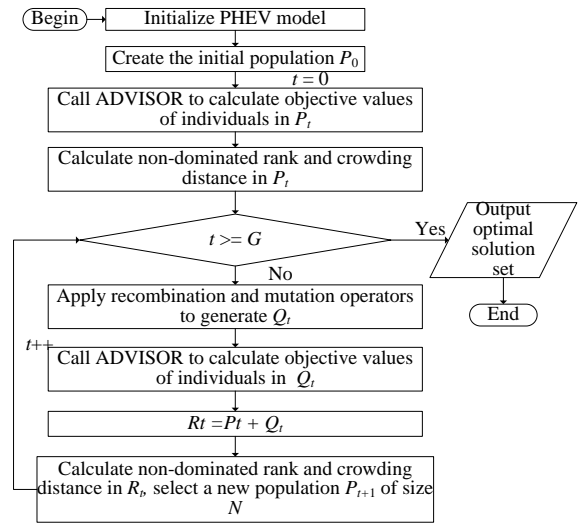 Begin
Initialize PHEV model
Create the initial population P0
t = 0
Call ADVISOR to calculate objective values
of individuals in Pt
Calculate non-dominated rank and crowding
distance in Pt
t >= G
Yes
Output
optimal
solution
set
End
No
Apply recombination and mutation operators
to generate Qt
t++
Call ADVISOR to calculate objective values
of individuals in Qt
Rt =Pt + Qt
Calculate non-dominated rank and crowding
distance in Rt, select a new population Pt+1 of size
N